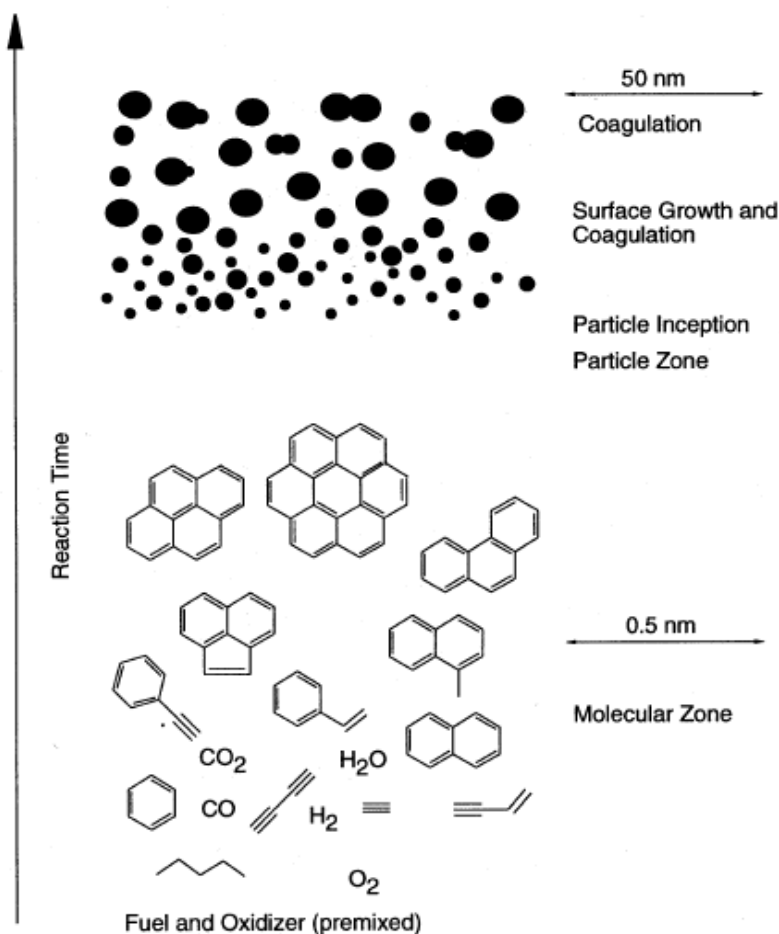 50 nm
Coagulation
Surface Growth and
Coagulation
Particle Inception
Particle Zone
Reaction Time
0.5 nm
Molecular Zone
CO2
H2O
CO
H2
O2
Fuel and Oxidizer (premixed)